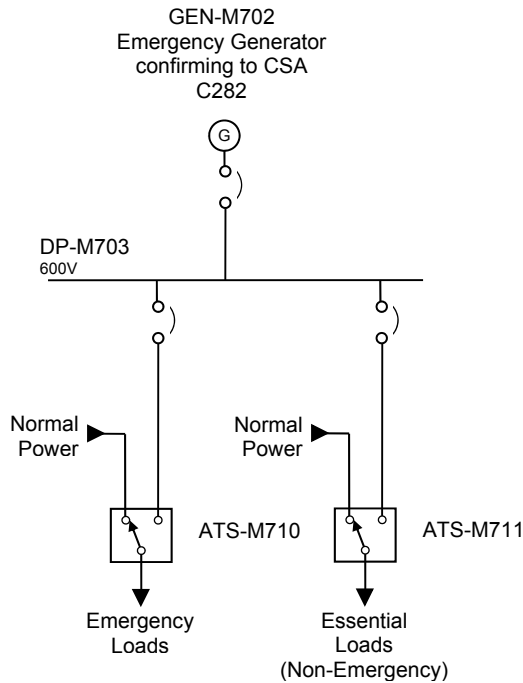 GEN-M702
Emergency Generator
confirming to CSA
C282
G
DP-M703
600V
Normal
Power
ATS-M710
Emergency
Loads
Normal
Power
ATS-M711
Essential
Loads
(Non-Emergency)